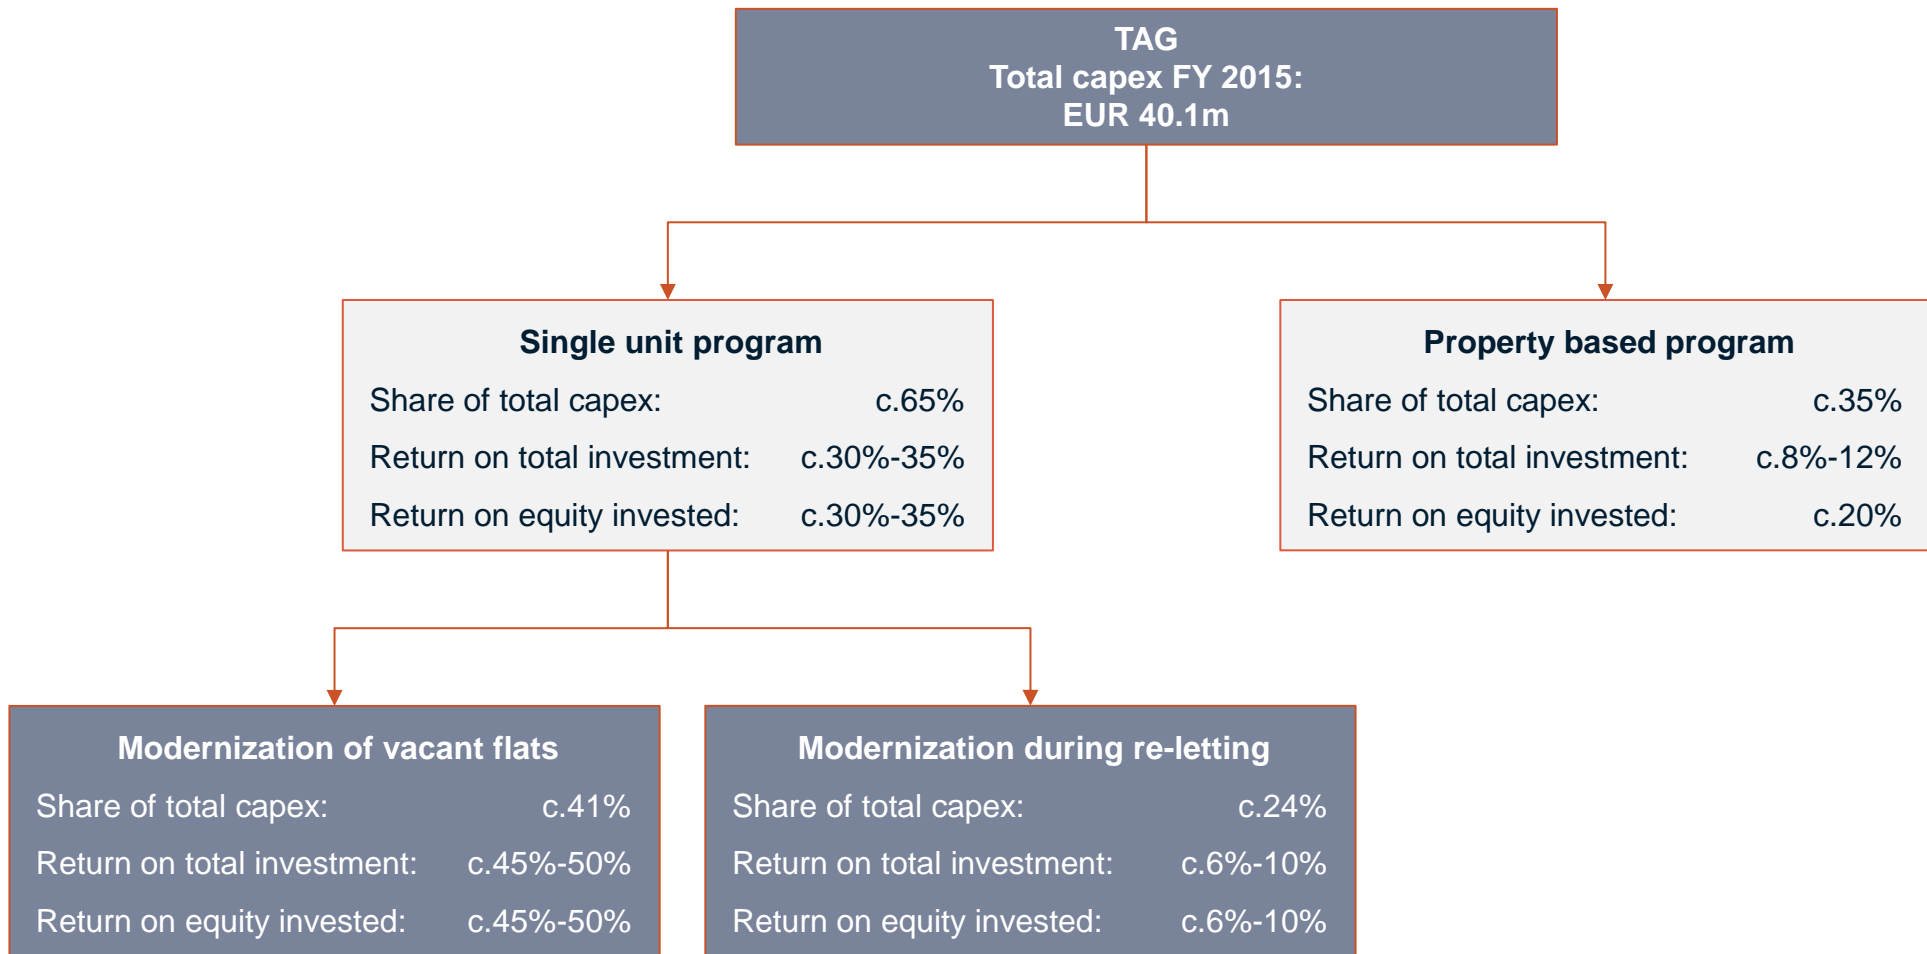 TAG
Total capex FY 2015:
EUR 40.1m
Single unit program
Share of total capex: c.65%
Return on total investment: c.30%-35%
Return on equity invested: c.30%-35%
Property based program
Share of total capex: c.35%
Return on total investment: c.8%-12%
Return on equity invested: c.20%
Modernization of vacant flats
Share of total capex: c.41%
Return on total investment: c.45%-50%
Return on equity invested: c.45%-50%
Modernization during re-letting
Share of total capex: c.24%
Return on total investment: c.6%-10%
Return on equity invested: c.6%-10%